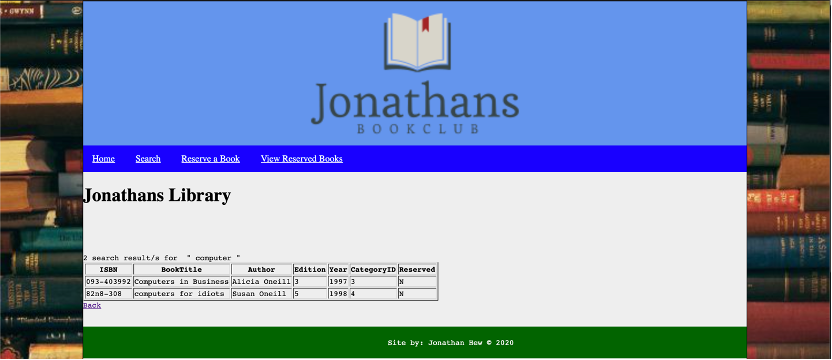 Jonathans
BOOKCLUB
Home Search Reserve a Book View Reserved Books
Jonathans Library
2 search result/s for " computer "
ISBN BookTitle Author Edition Year CategoryID Reserved
093-403992 Computers in Business Alicia Oneill 3 1997 3 N
82n8-308 computers for idiots Susan Oneill 5 1998 4 N
Back
Site by: Jonathan Hew © 2020